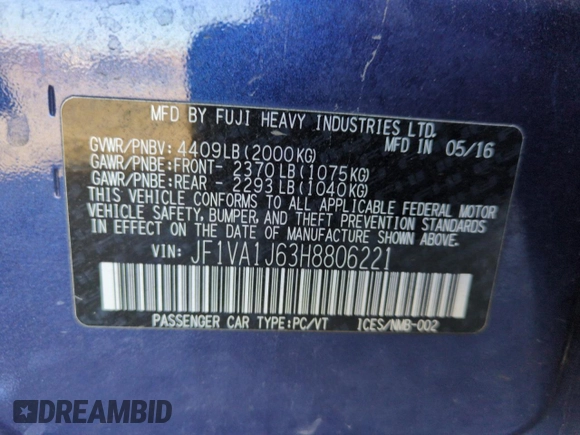 MFD BY FUJI HEAVY INDUSTRIES LTD.
GVWR/PNBV: 4409LB(2000KG) MFD IN 05/16
GAWR/PNBE:FRONT- 2370LB(1075KG)
GAWR/PNBE:REAR - 2293LB(1040KG)
THIS VEHICLE CONFORMS TO ALL APPLICABLE FEDERAL MOTOR
VEHICLE SAFETY, BUMPER, AND THEFT PREVENTION STANDARDS
IN EFFECT ON THE DATE OF MANUFACTURE SHOWN ABOVE.
VIN: JF1VA1J63H8806221
PASSENGER CAR TYPE:PC/VT ICES/NMB-002
DREAMBID